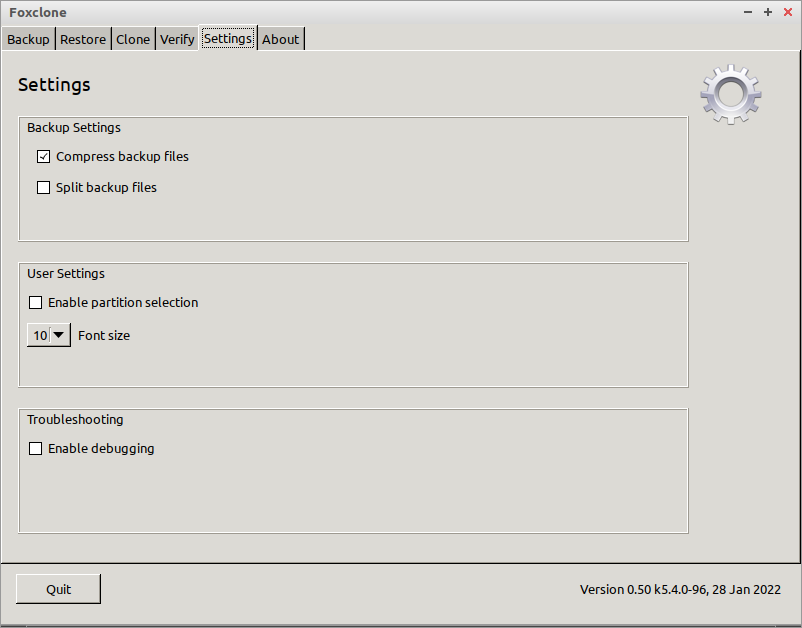 Foxclone
Backup Restore Clone Verify Settings About
Settings
Backup Settings
Compress backup files
Split backup files
User Settings
Enable partition selection
10 Font size
Troubleshooting
Enable debugging
Quit Version 0.50 k5.4.0-96, 28 Jan 2022